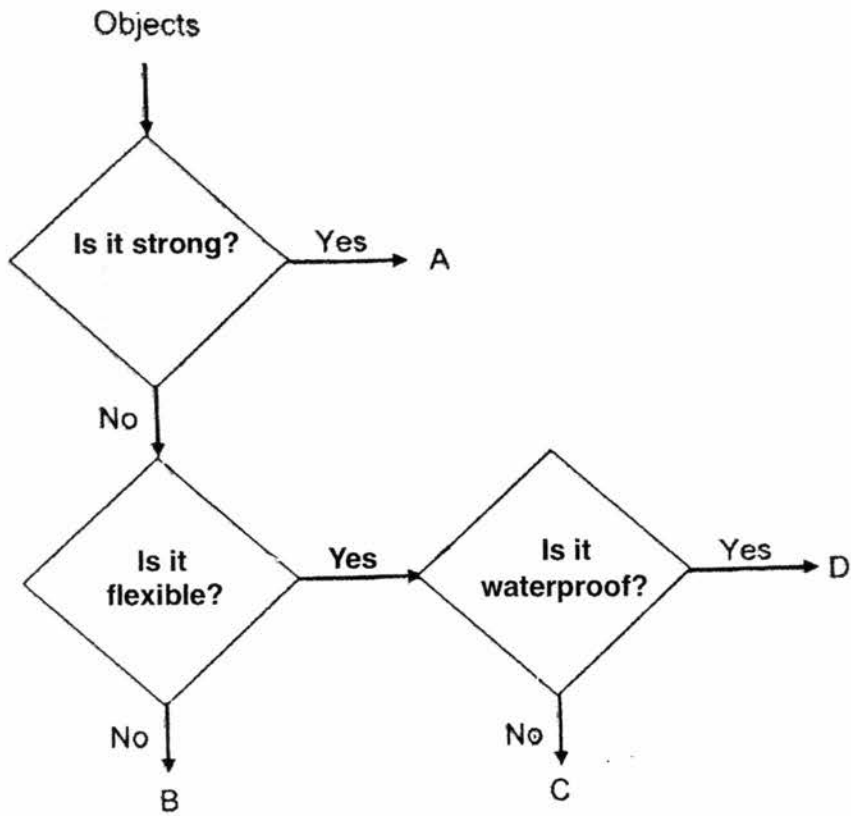 Objects
Is it strong?
Yes
A
No
Is it
flexible?
Yes
Is it
waterproof?
Yes
D
No
B
No
C